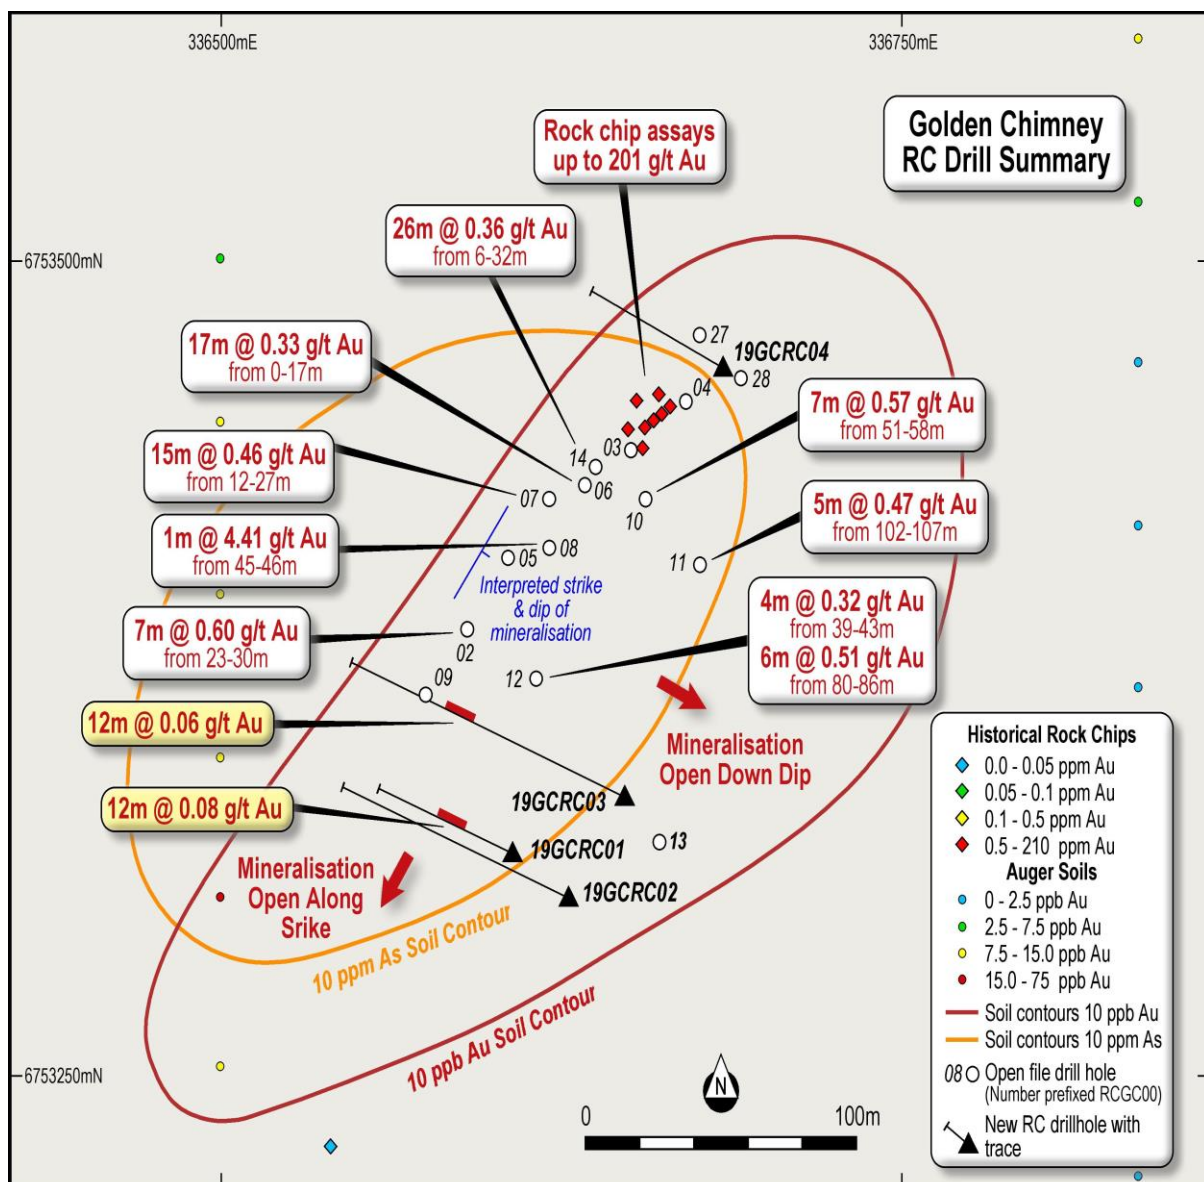 336500mE
336750mE
Golden Chimney
RC Drill Summary
Rock chip assays
up to 201 g/t Au
26m @ 0.36 g/t Au
from 6-32m
6753500mN
17m @ 0.33 g/t Au
from 0-17m
27
19GCRC04
28
04
7m @ 0.57 g/t Au
from 51-58m
15m @ 0.46 g/t Au
from 12-27m
03
14
06
07
10
5m @ 0.47 g/t Au
from 102-107m
1m @ 4.41 g/t Au
from 45-46m
08
05
11
Interpreted strike
& dip of
mineralisation
4m @ 0.32 g/t Au
from 39-43m
6m @ 0.51 g/t Au
from 80-86m
7m @ 0.60 g/t Au
from 23-30m
02
09
12
12m @ 0.06 g/t Au
Mineralisation
Open Down Dip
12m @ 0.08 g/t Au
19GCRC03
19GCRC01
13
19GCRC02
Mineralisation
Open Along
Srike
10 ppm As Soil Contour
10 ppb Au Soil Contour
6753250mN
N
0
100m
Historical Rock Chips
0.0 - 0.05 ppm Au
0.05 - 0.1 ppm Au
0.1 - 0.5 ppm Au
0.5 - 210 ppm Au
Auger Soils
0 - 2.5 ppb Au
2.5 - 7.5 ppb Au
7.5 - 15.0 ppb Au
15.0 - 75 ppb Au
Soil contours 10 ppb Au
Soil contours 10 ppm As
08 Open file drill hole
(Number prefixed RCGC00)
New RC drillhole with
trace